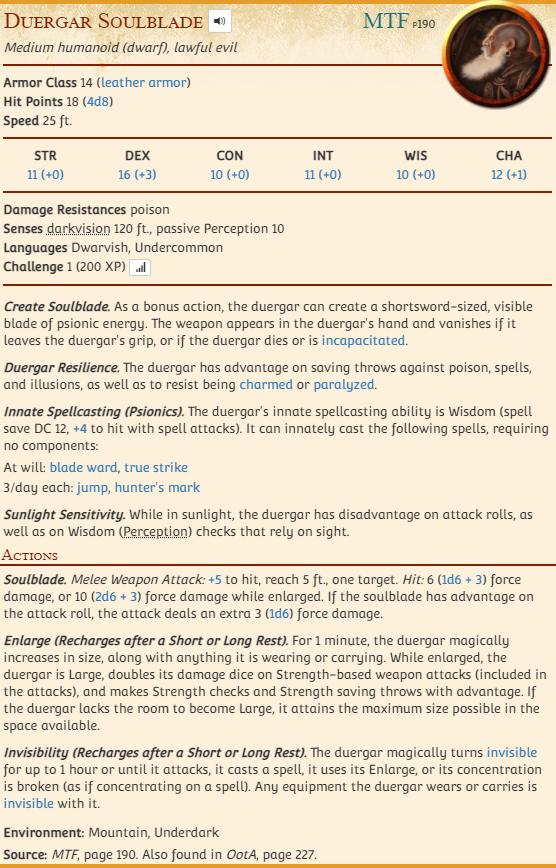 Duergar Soulblade MTF p190
Medium humanoid (dwarf), lawful evil
Armor Class 14 (leather armor)
Hit Points 18 (4d8)
Speed 25 ft.
STR DEX CON INT WIS CHA
11 (+0) 16 (+3) 10 (+0) 11 (+0) 10 (+0) 12 (+1)
Damage Resistances poison
Senses darkvision 120 ft., passive Perception 10
Languages Dwarvish, Undercommon
Challenge 1 (200 XP)
Create Soulblade. As a bonus action, the duergar can create a shortsword-sized, visible
blade of psionic energy. The weapon appears in the duergar's hand and vanishes if it
leaves the duergar's grip, or if the duergar dies or is incapacitated.
Duergar Resilience. The duergar has advantage on saving throws against poison, spells,
and illusions, as well as to resist being charmed or paralyzed.
Innate Spellcasting (Psionics). The duergar's innate spellcasting ability is Wisdom (spell
save DC 12, +4 to hit with spell attacks). It can innately cast the following spells, requiring
no components:
At will: blade ward, true strike
3/day each: jump, hunter's mark
Sunlight Sensitivity. While in sunlight, the duergar has disadvantage on attack rolls, as
well as on Wisdom (Perception) checks that rely on sight.
Actions
Soulblade. Melee Weapon Attack: +5 to hit, reach 5 ft., one target. Hit: 6 (1d6 + 3) force
damage, or 10 (2d6 + 3) force damage while enlarged. If the soulblade has advantage on
the attack roll, the attack deals an extra 3 (1d6) force damage.
Enlarge (Recharges after a Short or Long Rest). For 1 minute, the duergar magically
increases in size, along with anything it is wearing or carrying. While enlarged, the
duergar is Large, doubles its damage dice on Strength-based weapon attacks (included in
the attacks), and makes Strength checks and Strength saving throws with advantage. If
the duergar lacks the room to become Large, it attains the maximum size possible in the
space available.
Invisibility (Recharges after a Short or Long Rest). The duergar magically turns invisible
for up to 1 hour or until it attacks, it casts a spell, it uses its Enlarge, or its concentration
is broken (as if concentrating on a spell). Any equipment the duergar wears or carries is
invisible with it.
Environment: Mountain, Underdark
Source: MTF, page 190. Also found in OotA, page 227.